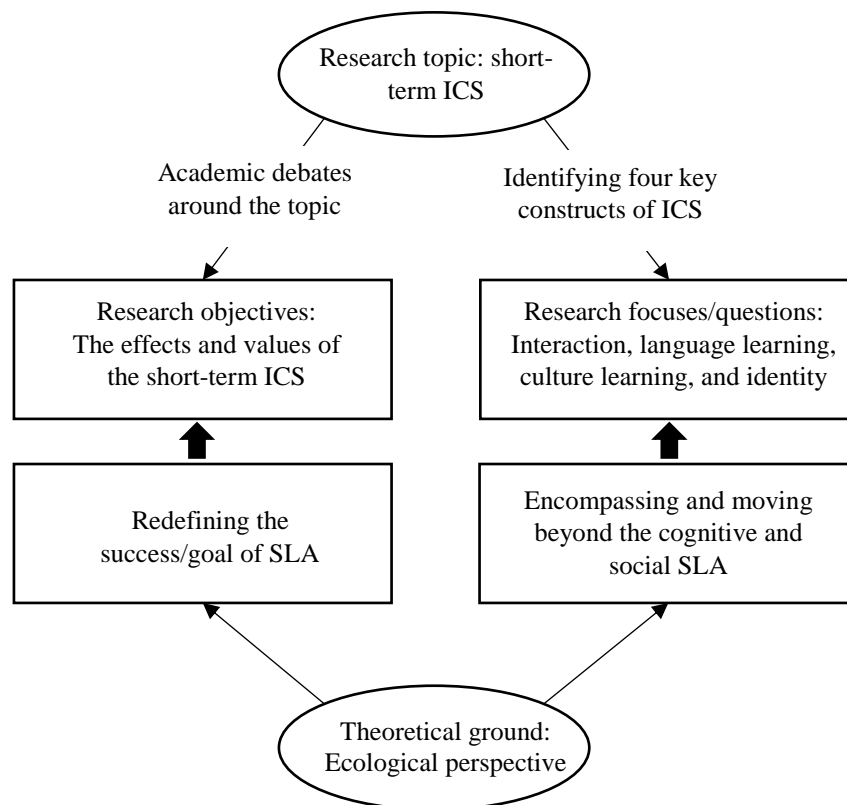 Research topic: short-
term ICS
Academic debates
around the topic
Identifying four key
constructs of ICS
Research objectives:
The effects and values of
the short-term ICS
Research focuses/questions:
Interaction, language learning,
culture learning, and identity
Redefining the
success/goal of SLA
Encompassing and moving
beyond the cognitive and
social SLA
Theoretical ground:
Ecological perspective